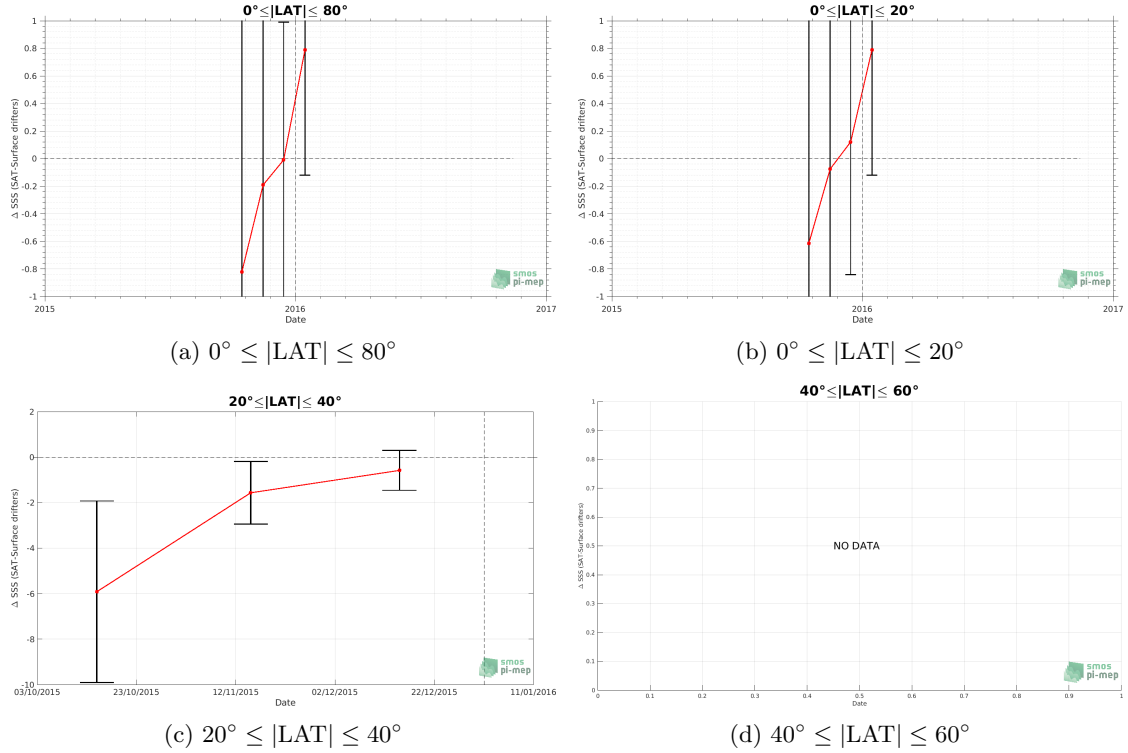 0°≤|LAT|≤ 80°
Δ SSS (SAT-Surface drifters)
1
0.8
0.6
0.4
0.2
0
-0.2
-0.4
-0.6
-0.8
-1
2015
2016
2017
Date
smos
pi-mep
(a) 0° ≤ |LAT| ≤ 80°
0°≤|LAT|≤ 20°
Δ SSS (SAT-Surface drifters)
1
0.8
0.6
0.4
0.2
0
-0.2
-0.4
-0.6
-0.8
-1
2015
2016
2017
Date
smos
pi-mep
(b) 0° ≤ |LAT| ≤ 20°
20°≤|LAT|≤ 40°
Δ SSS (SAT-Surface drifters)
2
0
-2
-4
-6
-8
-10
03/10/2015
23/10/2015
12/11/2015
02/12/2015
22/12/2015
11/01/2016
Date
smos
pi-mep
(c) 20° ≤ |LAT| ≤ 40°
40°≤|LAT|≤ 60°
Δ SSS (SAT-Surface drifters)
1
0.9
0.8
0.7
0.6
0.5
0.4
0.3
0.2
0.1
0
NO DATA
0
0.1
0.2
0.3
0.4
0.5
0.6
0.7
0.8
0.9
1
Date
smos
pi-mep
(d) 40° ≤ |LAT| ≤ 60°